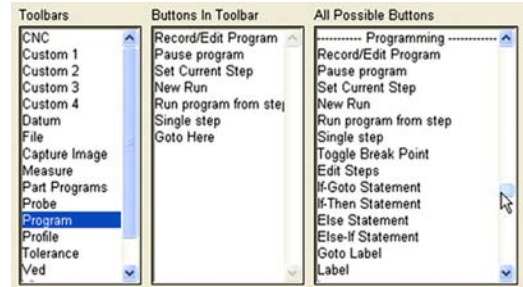 Toolbars
CNC
Custom 1
Custom 2
Custom 3
Custom 4
Datum
File
Capture Image
Measure
Part Programs
Probe
Program
Profile
Tolerance
Ved
Buttons In Toolbar
Record/Edit Program
Pause program
Set Current Step
New Run
Run program from step
Single step
Goto Here
All Possible Buttons
----------- Programming -----------
Record/Edit Program
Pause program
Set Current Step
New Run
Run program from step
Single step
Toggle Break Point
Edit Steps
If-Goto Statement
If-Then Statement
Else Statement
Else-If Statement
Goto Label
Label